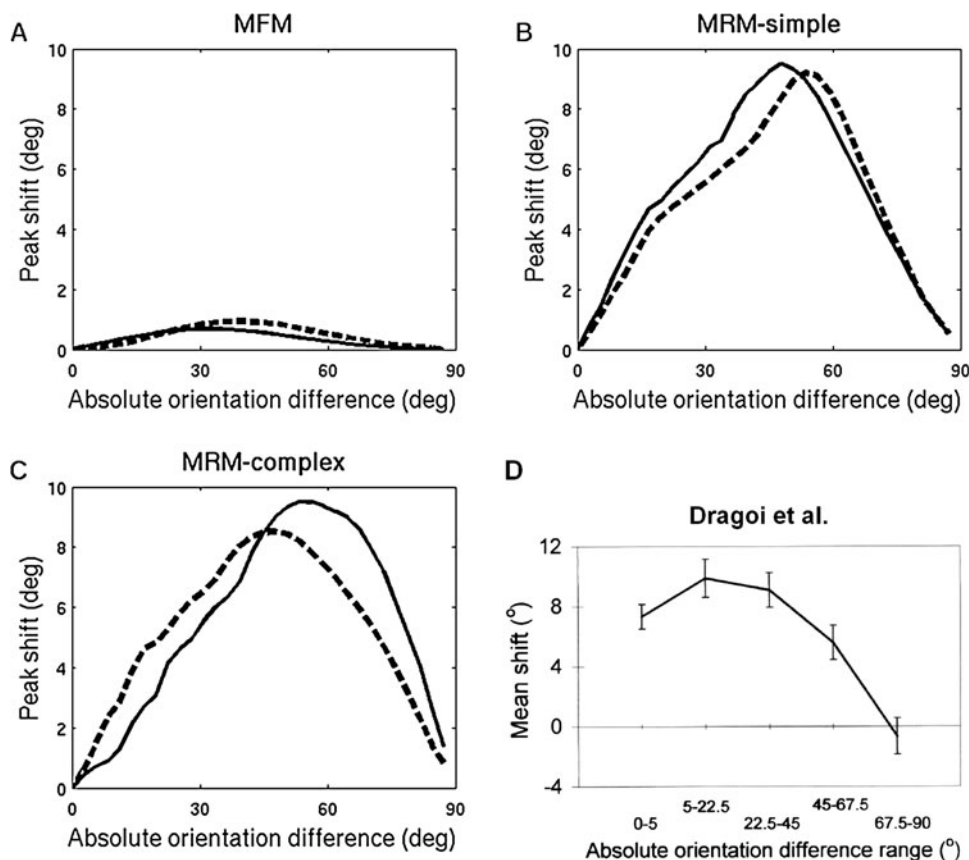 A
MFM
10
8
6
4
2
0
Peak shift (deg)
0 30 60 90
Absolute orientation difference (deg)
B
MRM-simple
10
8
6
4
2
0
Peak shift (deg)
0 30 60 90
Absolute orientation difference (deg)
C
MRM-complex
10
8
6
4
2
0
Peak shift (deg)
0 30 60 90
Absolute orientation difference (deg)
D
Dragoi et al.
12
8
4
0
-4
Mean shift (°)
5-22.5 45-67.5
0-5 22.5-45 67.5-90
Absolute orientation difference range (°)